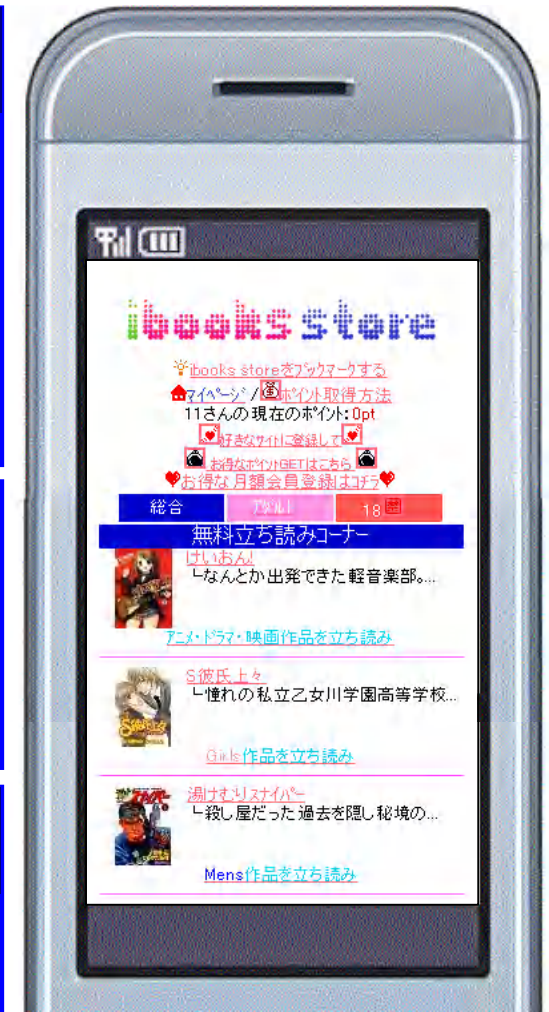 ibooks store
ibooks storeをブックマークする
マイページ/ポイント取得方法
11さんの現在のポイント:0pt
好きなサイトに登録して
お得なポイントGETはこちら
お得な月額会員登録はコチラ
総合 アダルト 18禁
無料立ち読みコーナー
けいおん!
└なんとか出発できた軽音楽部。...
アニメ・ドラマ・映画作品を立ち読み
S彼氏上々
└憧れの私立乙女川学園高等学校...
Girls作品を立ち読み
湯けむりスナイパー
└殺し屋だった過去を隠し秘境の...
Mens作品を立ち読み